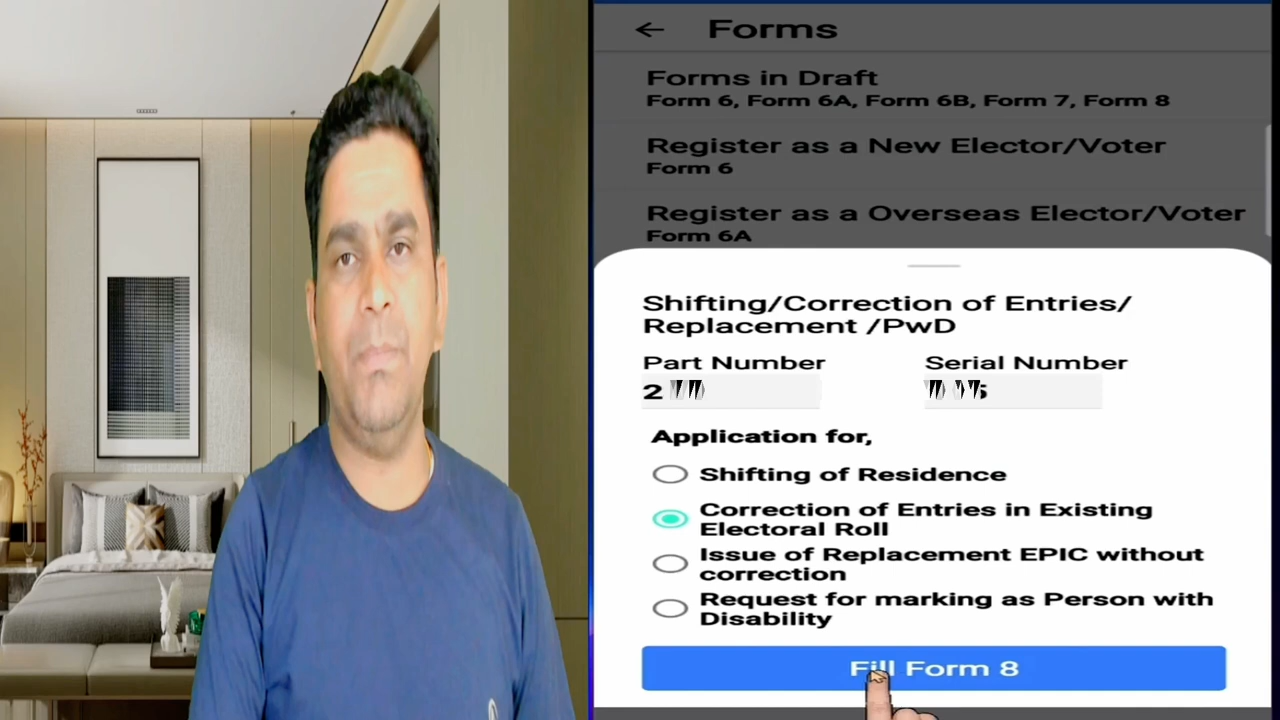 Forms
Forms in Draft
Form 6, Form 6A, Form 6B, Form 7, Form 8
Register as a New Elector/Voter
Form 6
Register as a Overseas Elector/Voter
Form 6A
Shifting/Correction of Entries/
Replacement /PwD
Part Number
Serial Number
2
5
Application for,
Shifting of Residence
Correction of Entries in Existing
Electoral Roll
Issue of Replacement EPIC without
correction
Request for marking as Person with
Disability
Fill Form 8